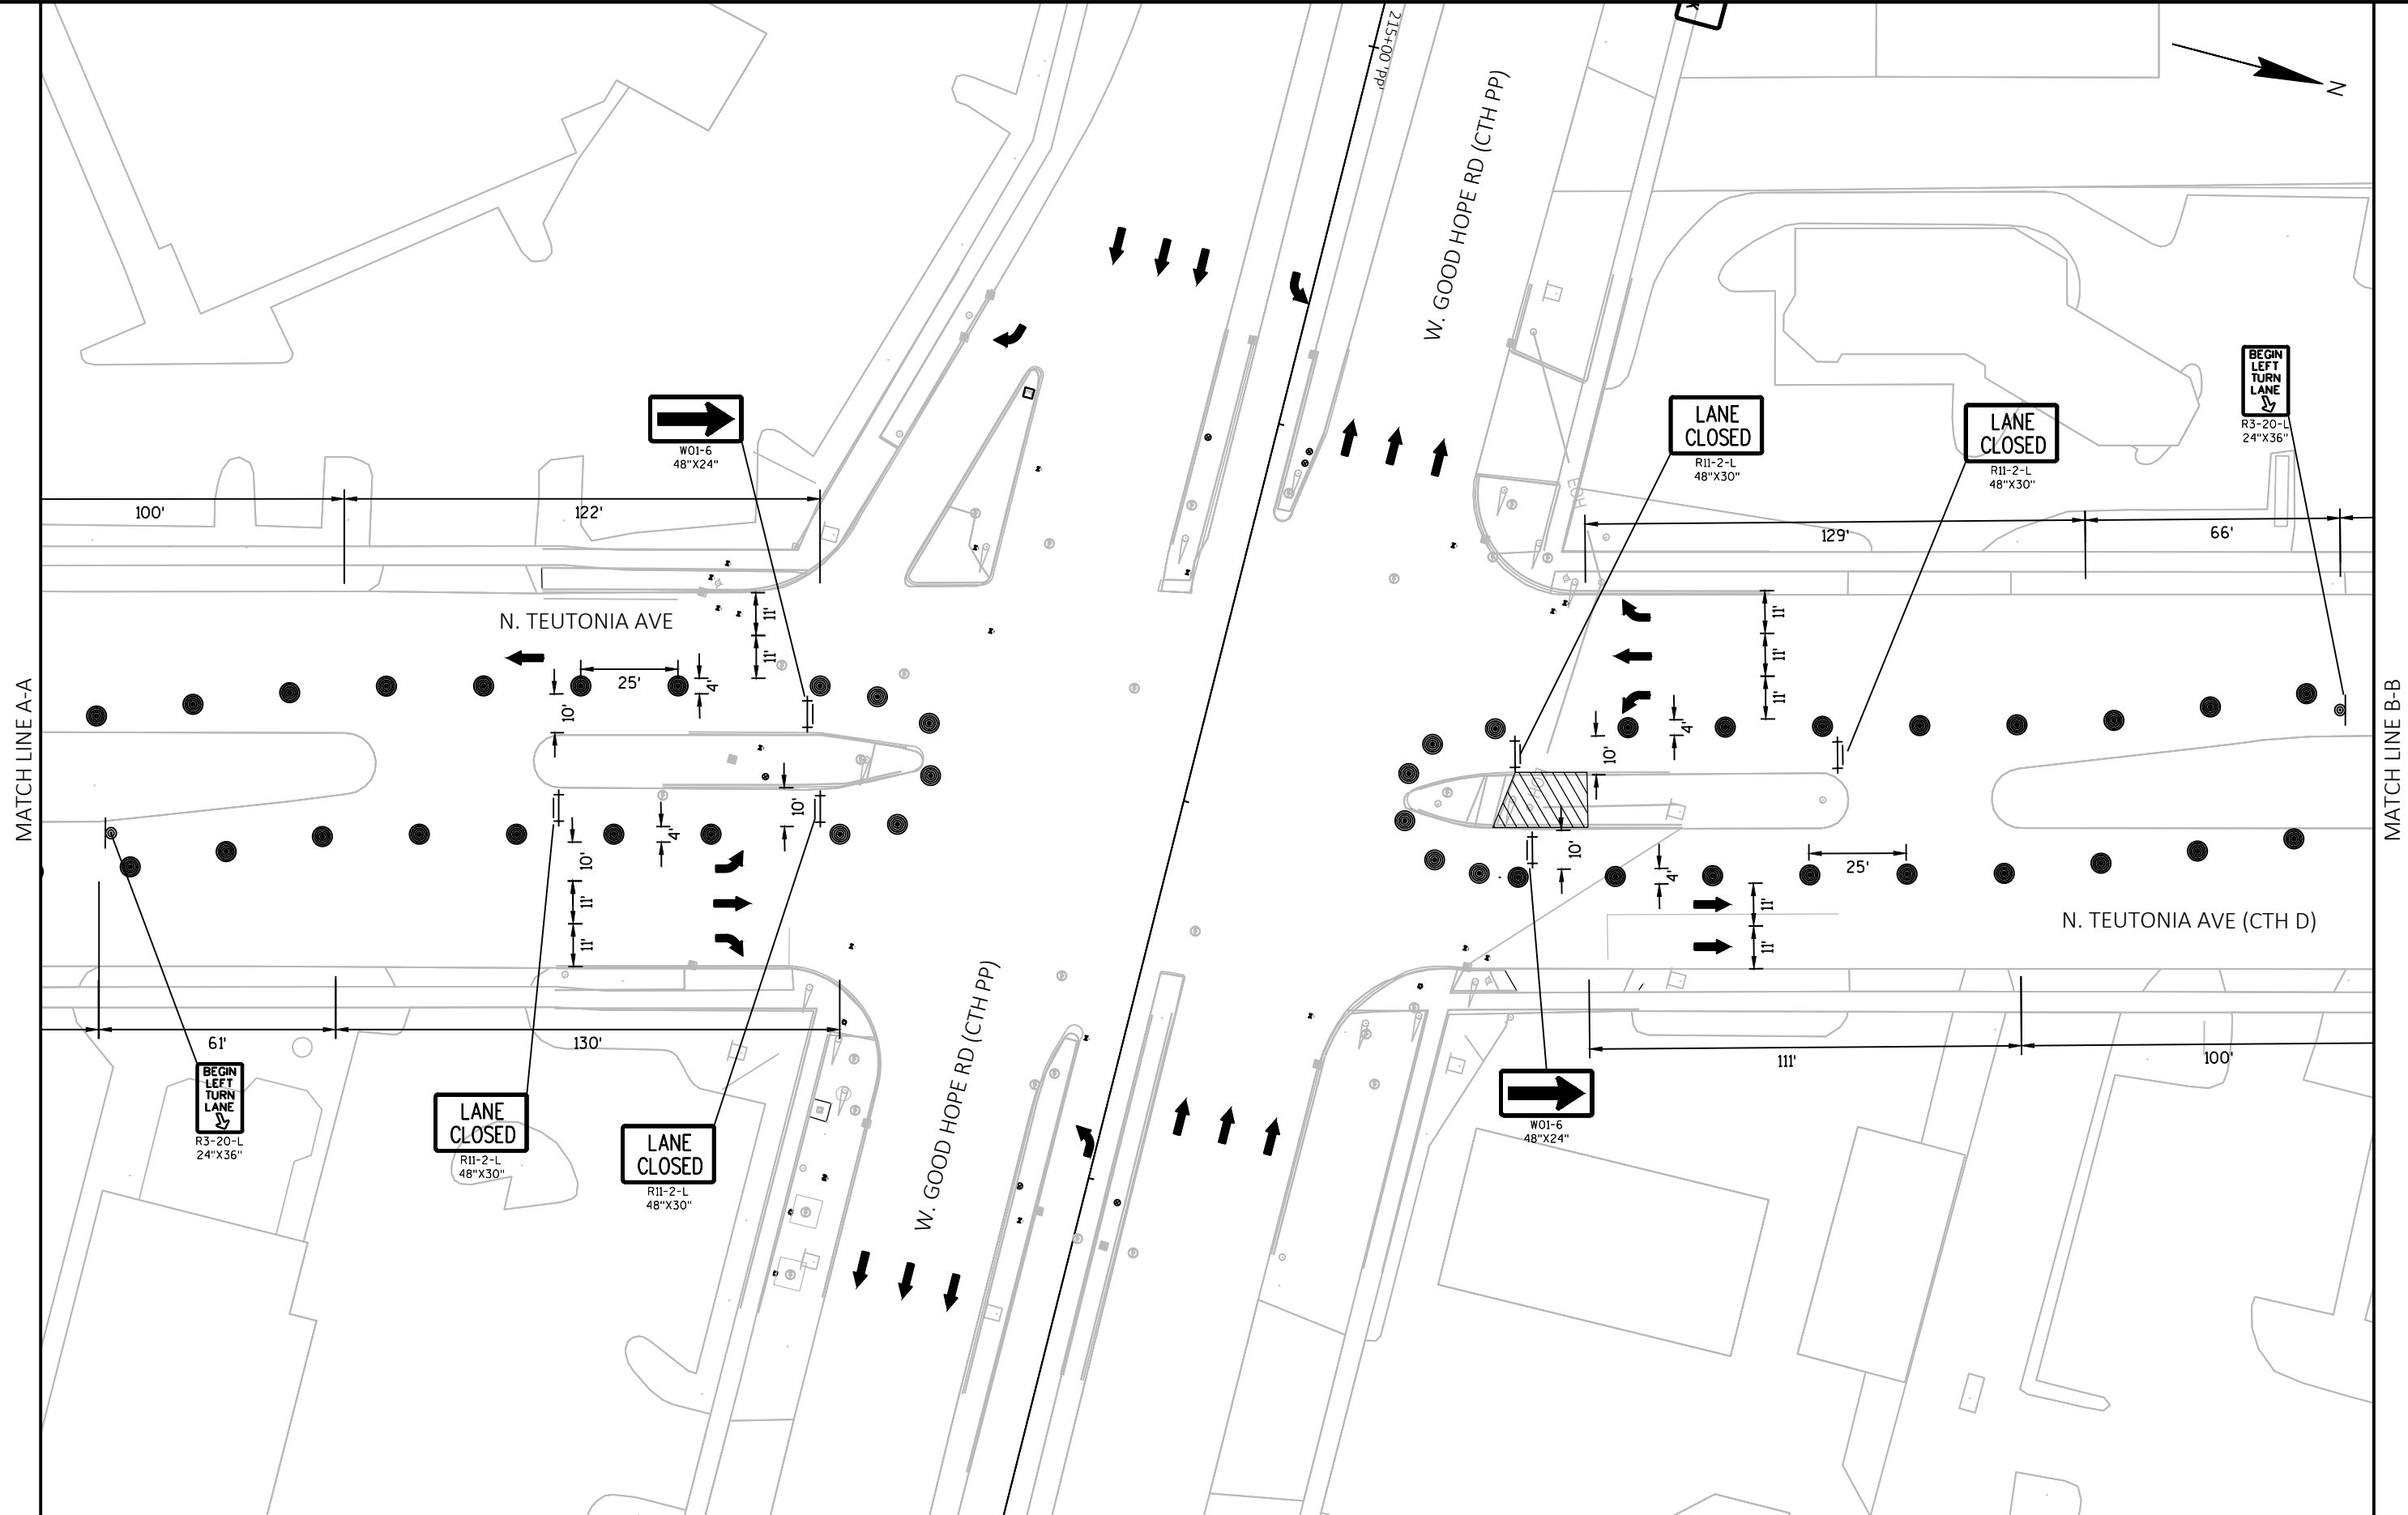 215+00 'PP'
N
W. GOOD HOPE RD (CTH PP)
BEGIN
LEFT
TURN
LANE
R3-20-L
24"X36"
W01-6
48"X24"
LANE
CLOSED
R11-2-L
48"X30"
LANE
CLOSED
R11-2-L
48"X30"
100'
122'
129'
66'
N. TEUTONIA AVE
11'
11'
25'
4'
10'
11'
11'
11'
4'
10'
MATCH LINE A-A
MATCH LINE B-B
10'
4'
10'
11'
11'
10'
4'
25'
11'
11'
N. TEUTONIA AVE (CTH D)
W. GOOD HOPE RD (CTH PP)
61'
130'
111'
100'
BEGIN
LEFT
TURN
LANE
R3-20-L
24"X36"
LANE
CLOSED
R11-2-L
48"X30"
LANE
CLOSED
R11-2-L
48"X30"
W01-6
48"X24"